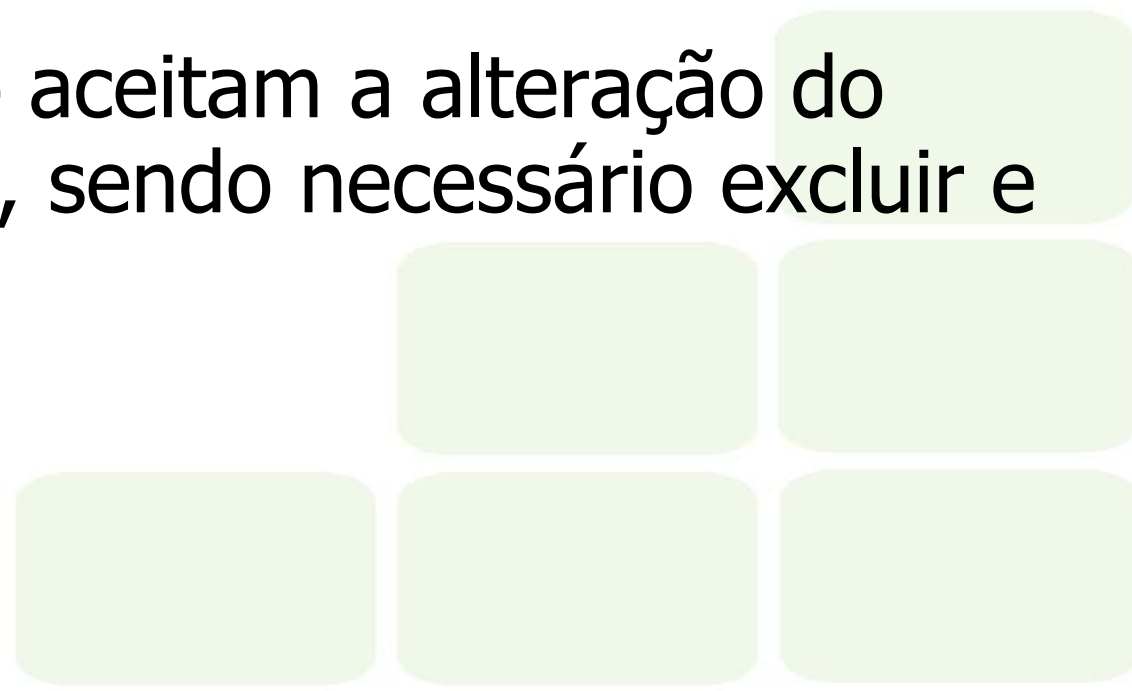 aceitam a alteração do
, sendo necessário excluir e